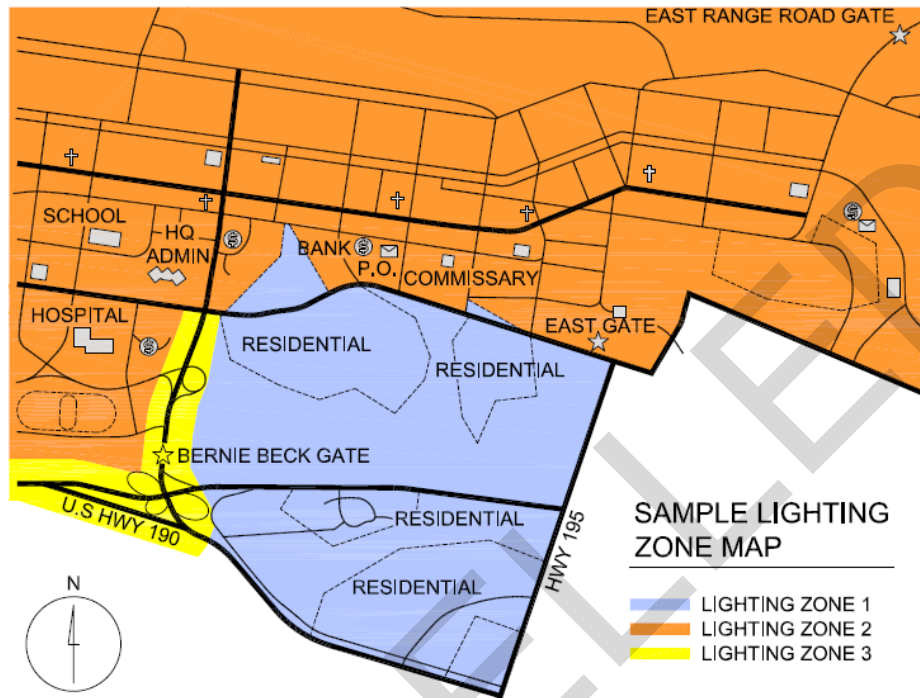 EAST RANGE ROAD GATE
SCHOOL
HQ
ADMIN
BANK
P.O.
COMMISSARY
HOSPITAL
EAST GATE
RESIDENTIAL
RESIDENTIAL
BERNIE BECK GATE
U.S HWY 190
RESIDENTIAL
HWY 195
RESIDENTIAL
SAMPLE LIGHTING
ZONE MAP
LIGHTING ZONE 1
LIGHTING ZONE 2
LIGHTING ZONE 3
N